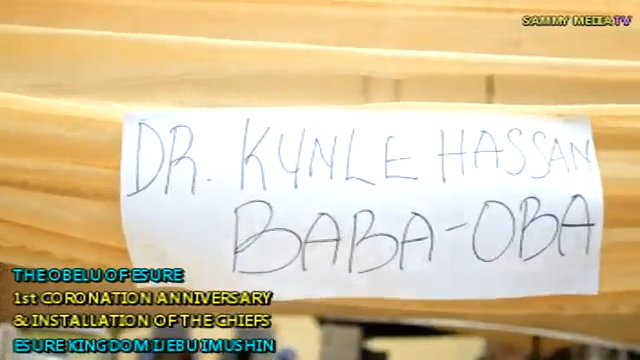 SAMMY MEDIA TV
DR. KUNLE HASSAN
BABA-OBA
THE OBELU OF ESURE
1st CORONATION ANNIVERSARY
& INSTALLATION OF THE CHIEFS
ESURE KINGDOM IJEBU IMUSHIN